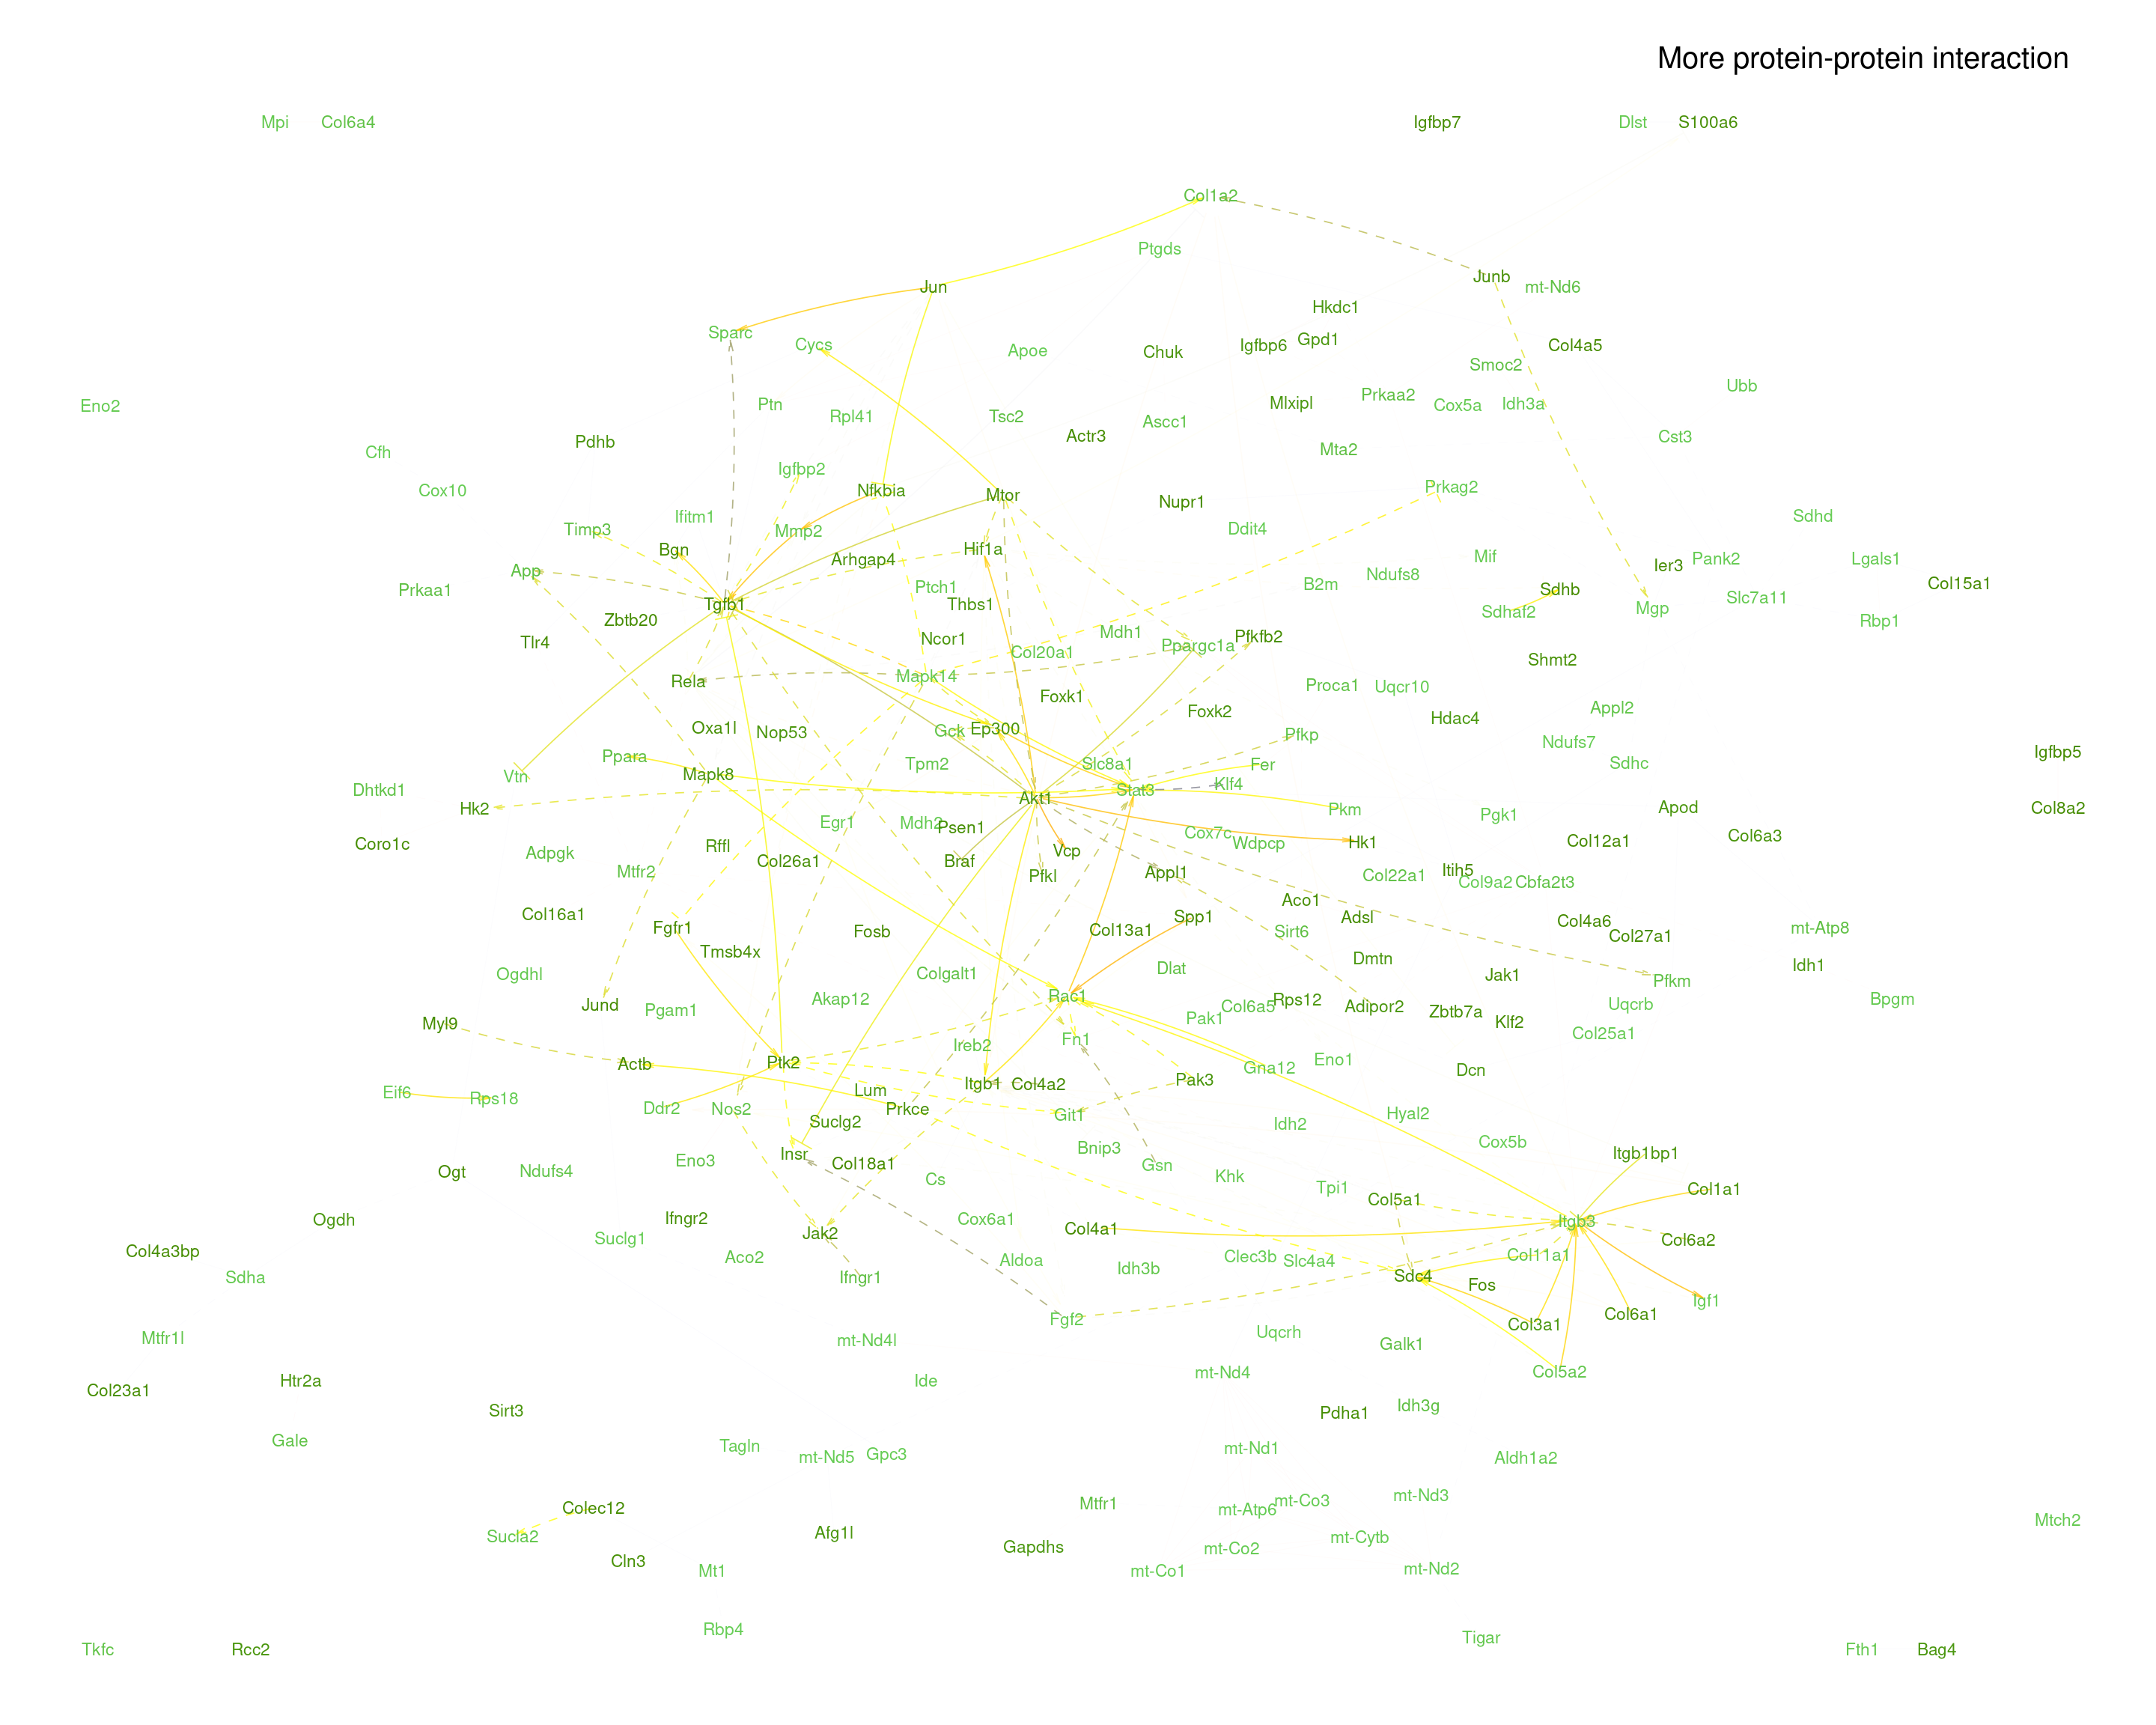 More protein-protein interaction
Mpi
Col6a4
Igfbp7
Dlst
S100a6
Col1a2
Ptgds
Junb
Jun
mt-Nd6
Hkdc1
Sparc
Cycs
Apoe
Chuk
Igfbp6
Gpd1
Col4a5
Smoc2
Ubb
Eno2
Ptn
Rpl41
Tsc2
Ascc1
Mlxipl
Prkaa2
Cox5a
Idh3a
Cfh
Pdhb
Actr3
Mta2
Cst3
Igfbp2
Cox10
Nfkbia
Mtor
Nupr1
Prkag2
Timp3
Ifitm1
Mmp2
Ddit4
Sdhd
Bgn
Arhgap4
Hif1a
Mif
Pank2
Lgals1
App
Ier3
Prkaa1
Ptch1
B2m
Ndufs8
Sdhb
Col15a1
Tgfb1
Thbs1
Sdhaf2
Mgp
Slc7a11
Zbtb20
Rbp1
Tlr4
Ncor1
Mdh1
Pfkfb2
Col20a1
Ppargc1a
Shmt2
Rela
Mapk14
Foxk1
Proca1
Uqcr10
Foxk2
Hdac4
Appl2
Oxa1l
Nop53
Gck
Ep300
Pfkp
Ndufs7
Igfbp5
Ppara
Tpm2
Slc8a1
Fer
Sdhc
Vtn
Mapk8
Dhtkd1
Akt1
Stat3
Klf4
Hk2
Pkm
Pgk1
Apod
Col8a2
Egr1
Mdh2
Psen1
Cox7c
Wdpcp
Col6a3
Coro1c
Adpgk
Rffl
Col26a1
Braf
Vcp
Hk1
Col12a1
Mtfr2
Pfkl
Appl1
Col22a1
Itih5
Col9a2
Cbfa2t3
Col16a1
Fgfr1
Fosb
Col13a1
Spp1
Aco1
Adsl
Col4a6
Sirt6
Col27a1
mt-Atp8
Tmsb4x
Ogdhl
Colgalt1
Dlat
Dmtn
Jak1
Idh1
Pfkm
Jund
Pgam1
Akap12
Rac1
Col6a5
Rps12
Adipor2
Uqcrb
Bpgm
Myl9
Pak1
Zbtb7a
Klf2
Ireb2
Fn1
Col25a1
Actb
Ptk2
Gna12
Eno1
Dcn
Eif6
Rps18
Lum
Itgb1
Col4a2
Pak3
Ddr2
Nos2
Prkce
Git1
Hyal2
Suclg2
Idh2
Insr
Bnip3
Cox5b
Itgb1bp1
Ogt
Ndufs4
Eno3
Col18a1
Cs
Gsn
Khk
Tpi1
Col5a1
Col1a1
Ogdh
Ifngr2
Cox6a1
Col4a1
Itgb3
Suclg1
Jak2
Col6a2
Col4a3bp
Aco2
Aldoa
Clec3b
Slc4a4
Col11a1
Sdha
Ifngr1
Idh3b
Sdc4
Fos
Igf1
Fgf2
Col3a1
Col6a1
Mtfr1l
mt-Nd4l
Uqcrh
Galk1
Col23a1
Htr2a
Ide
mt-Nd4
Col5a2
Sirt3
Pdha1
Idh3g
Gale
Tagln
mt-Nd5
Gpc3
mt-Nd1
Aldh1a2
Colec12
Mtfr1
mt-Atp6
mt-Co3
mt-Nd3
Sucla2
Afg1l
Gapdhs
mt-Co2
mt-Cytb
Mtch2
Cln3
Mt1
mt-Co1
mt-Nd2
Rbp4
Tigar
Tkfc
Rcc2
Fth1
Bag4